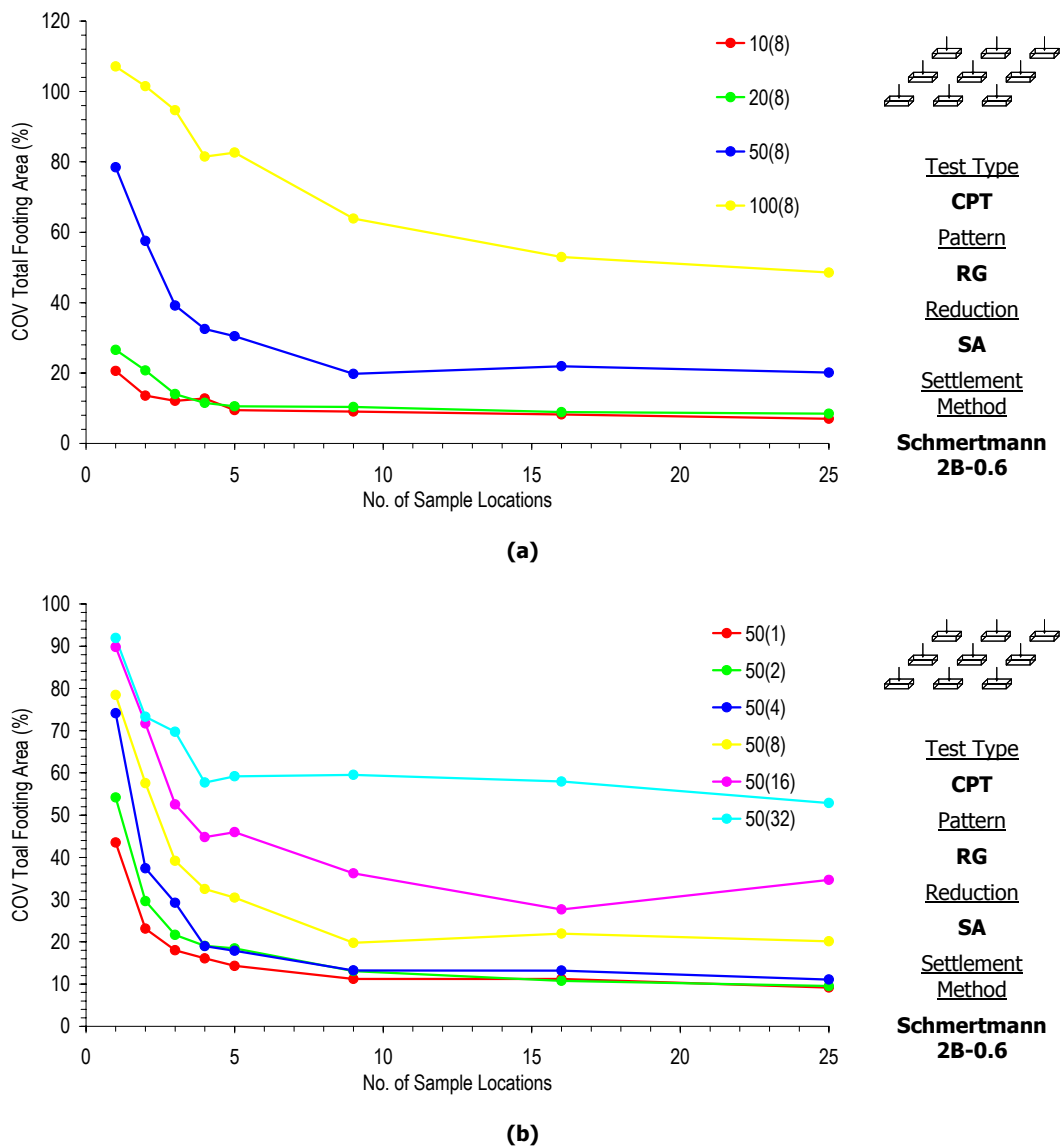 COV Total Footing Area (%)
120
100
80
60
40
20
0
0 5 10 15 20 25
No. of Sample Locations
10(8)
20(8)
50(8)
100(8)
Test Type
CPT
Pattern
RG
Reduction
SA
Settlement
Method
Schmertmann
2B-0.6
(a)
COV Toal Footing Area (%)
100
90
80
70
60
50
40
30
20
10
0
0 5 10 15 20 25
No. of Sample Locations
50(1)
50(2)
50(4)
50(8)
50(16)
50(32)
Test Type
CPT
Pattern
RG
Reduction
SA
Settlement
Method
Schmertmann
2B-0.6
(b)